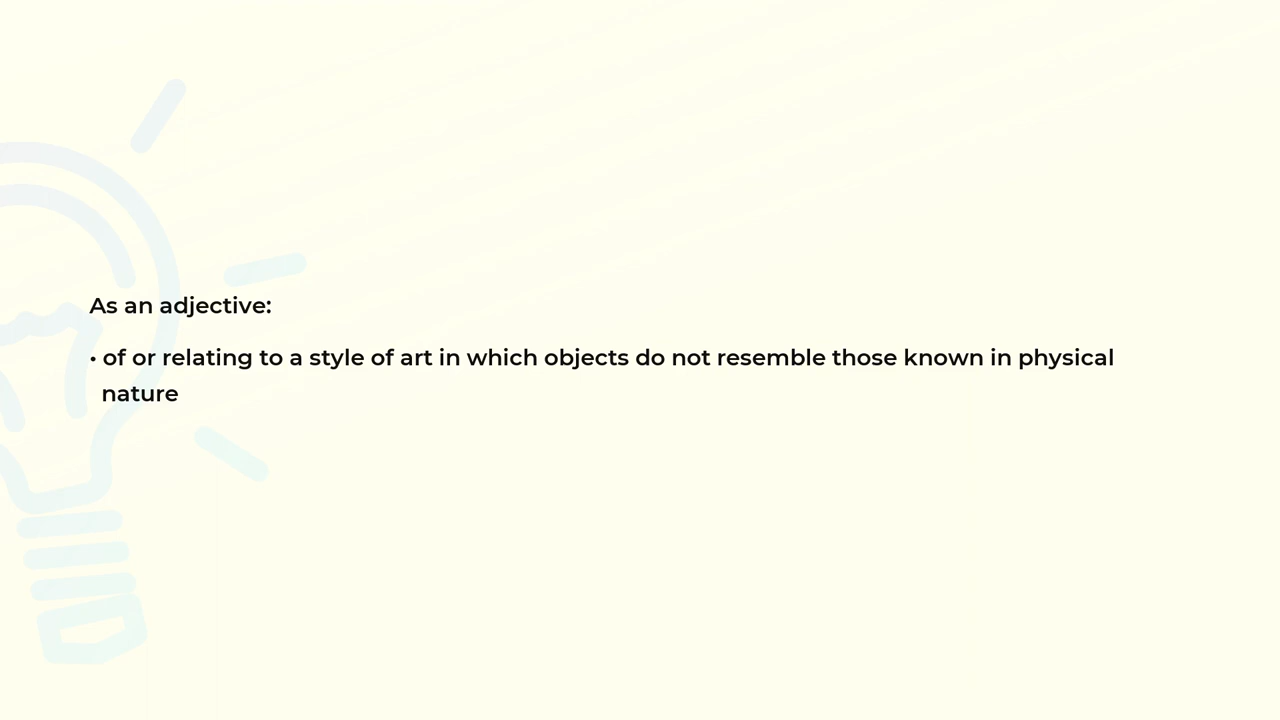 As an adjective:
• of or relating to a style of art in which objects do not resemble those known in physical
nature